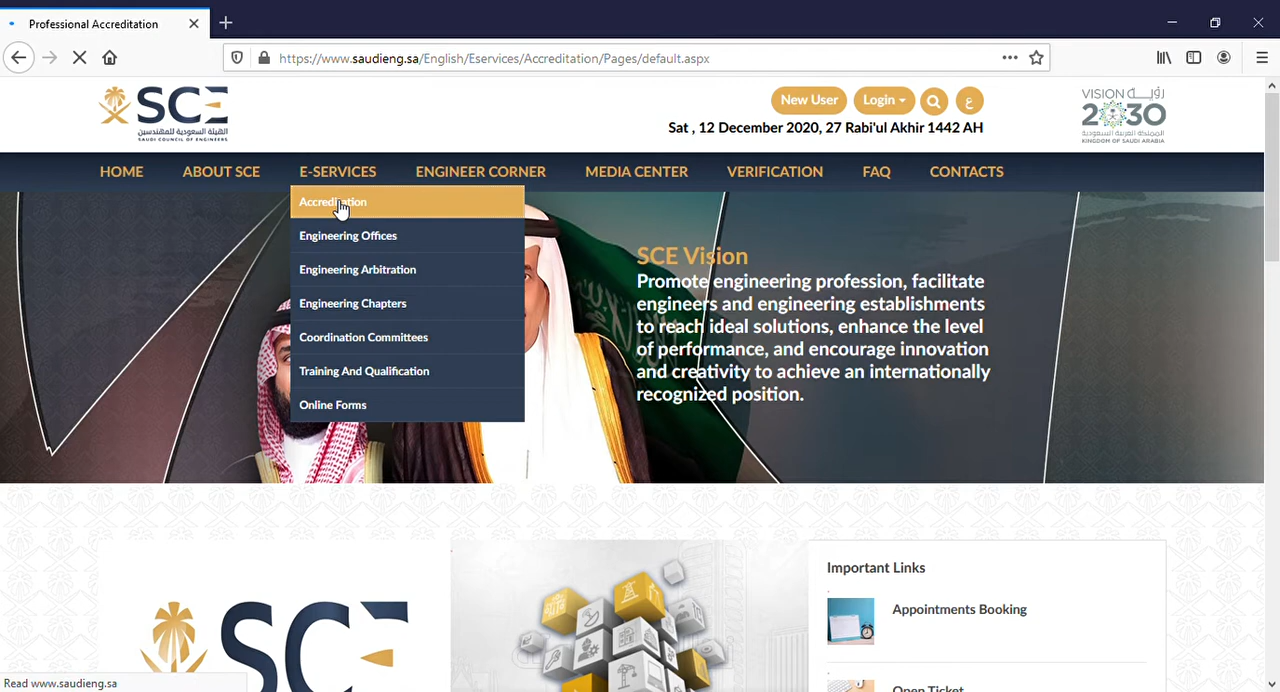 Professional Accreditation
https://www.saudieng.sa/English/Eservices/Accreditation/Pages/default.aspx
SCE
الهيئة السعودية للمهندسين
SAUDI COUNCIL OF ENGINEERS
New User
Login
ع
Sat , 12 December 2020, 27 Rabi'ul Akhir 1442 AH
VISION رؤيــة
2030
المملكة العربية السعودية
KINGDOM OF SAUDI ARABIA
HOME
ABOUT SCE
E-SERVICES
ENGINEER CORNER
MEDIA CENTER
VERIFICATION
FAQ
CONTACTS
Accreditation
Engineering Offices
Engineering Arbitration
Engineering Chapters
Coordination Committees
Training And Qualification
Online Forms
SCE Vision
Promote engineering profession, facilitate
engineers and engineering establishments
to reach ideal solutions, enhance the level
of performance, and encourage innovation
and creativity to achieve an internationally
recognized position.
SCE
Important Links
Appointments Booking
Open Ticket
Read www.saudieng.sa